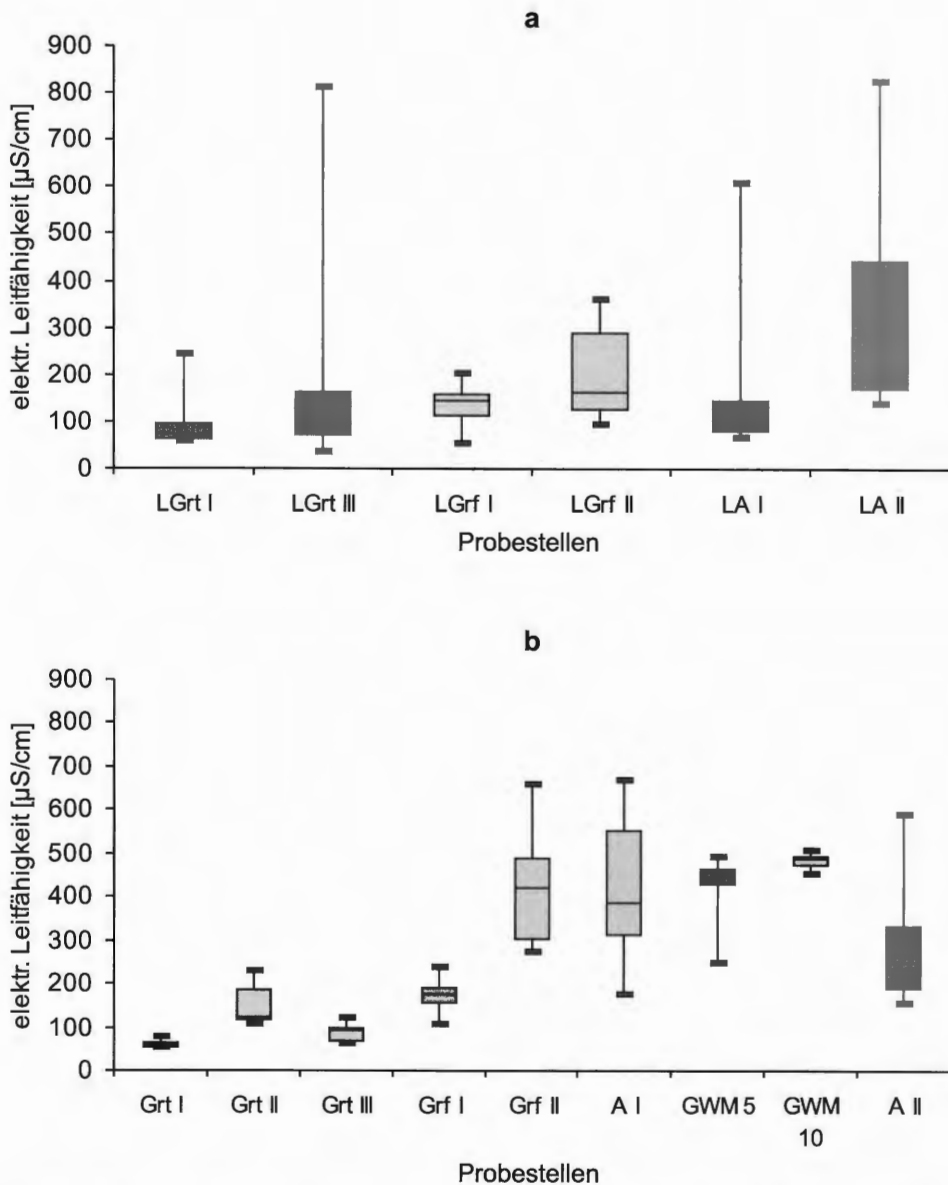 a
900
800
700
600
500
400
300
200
100
0
elektr. Leitfähigkeit [µS/cm]
LGrt I LGrt III LGrf I LGrf II LA I LA II
Probestellen
b
900
800
700
600
500
400
300
200
100
0
elektr. Leitfähigkeit [µS/cm]
Grt I Grt II Grt III Grf I Grf II A I GWM 5 GWM 10 A II
Probestellen